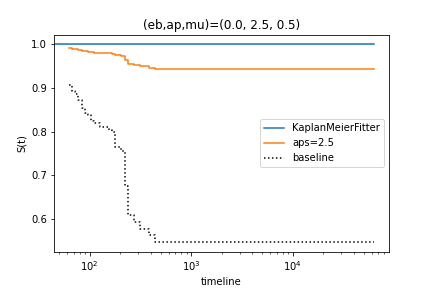 (eb,ap,mu)=(0.0, 2.5, 0.5)
1.0
0.9
0.8
0.7
0.6
S(t)
KaplanMeierFitter
aps=2.5
baseline
10²
10³
10⁴
timeline